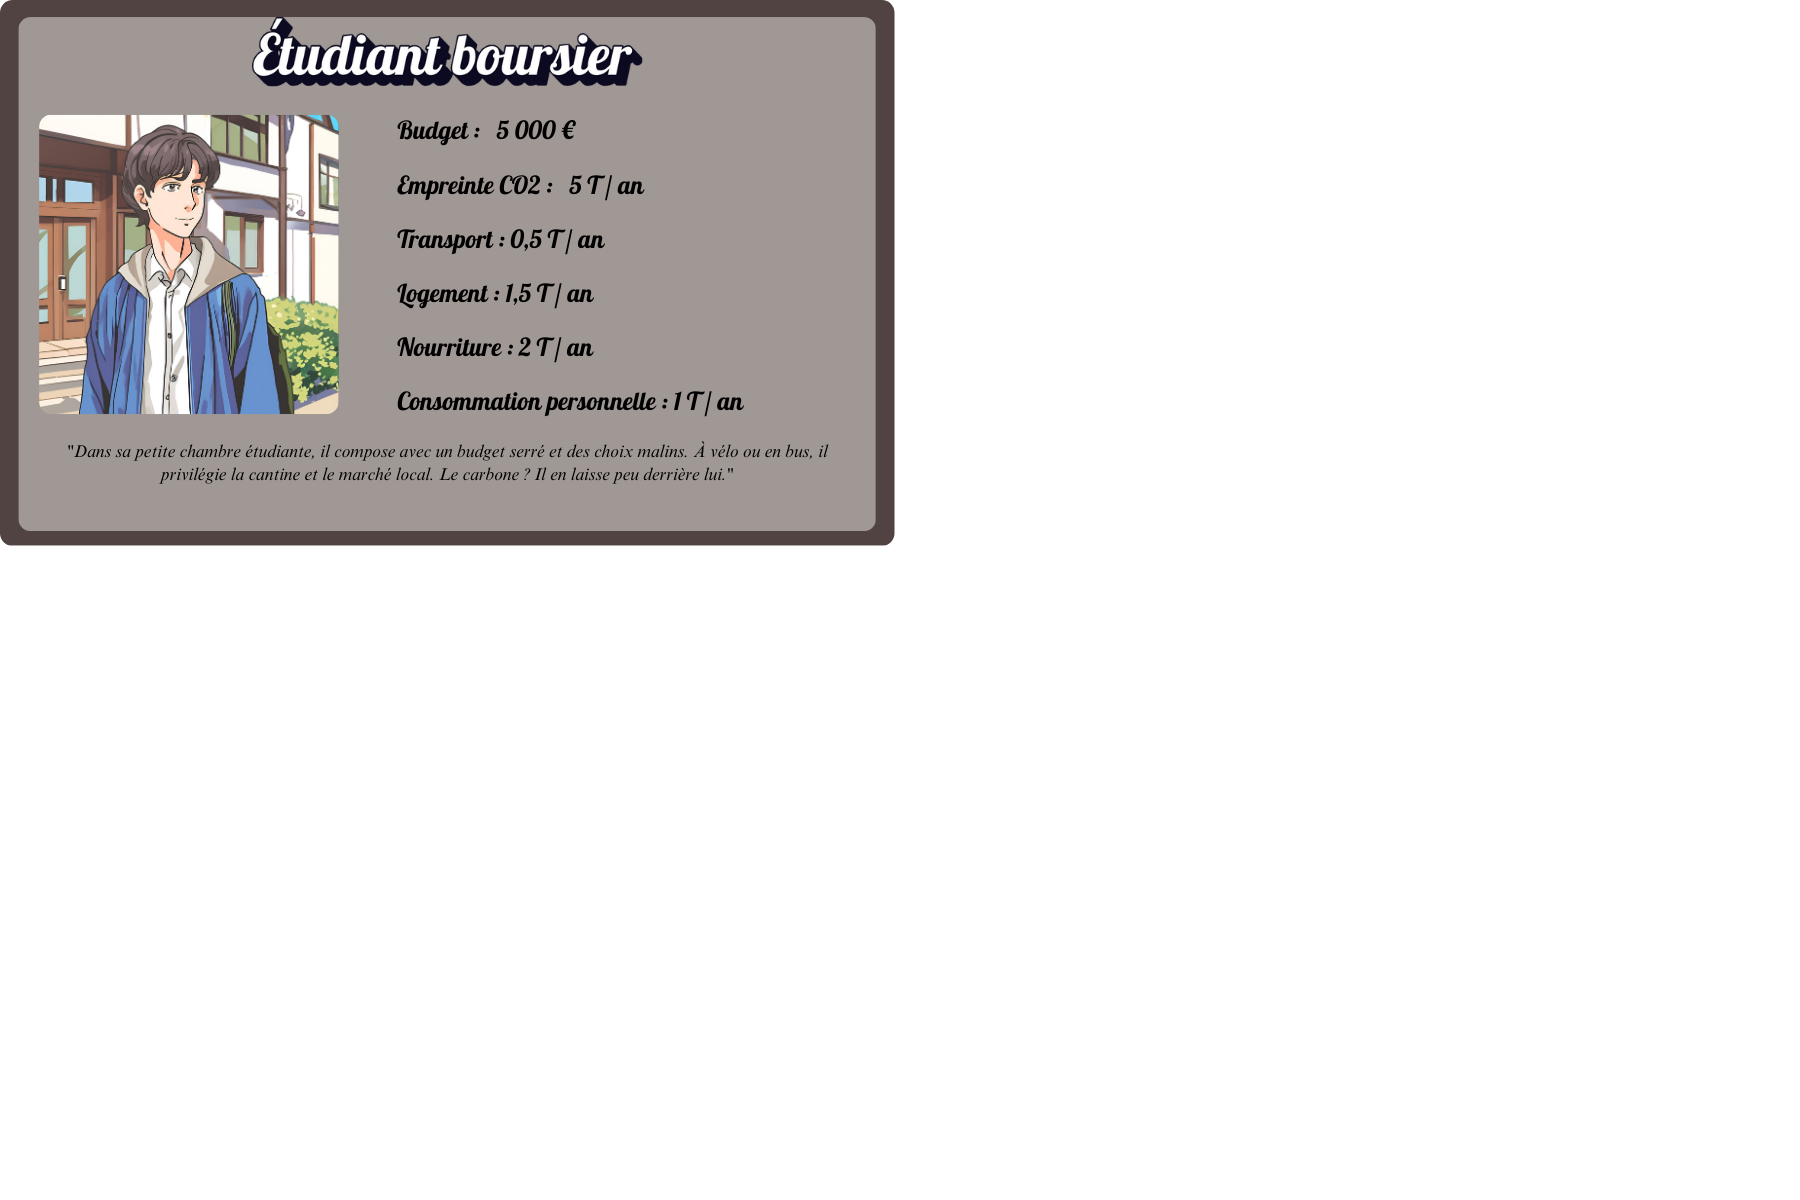 Étudiant boursier
Budget :   5 000 €
Empreinte CO2 :   5 T / an
Transport : 0,5 T / an
Logement : 1,5 T / an
Nourriture : 2 T / an
Consommation personnelle : 1 T / an
"Dans sa petite chambre étudiante, il compose avec un budget serré et des choix malins. À vélo ou en bus, il
privilégie la cantine et le marché local. Le carbone ? Il en laisse peu derrière lui."